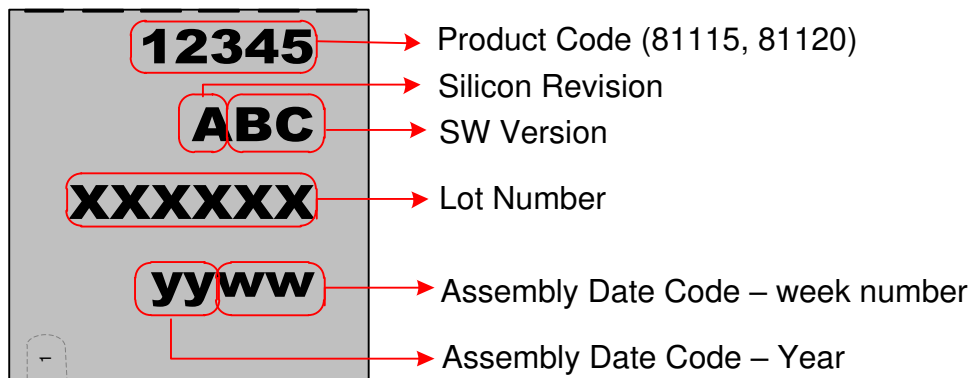 12345 Product Code (81115, 81120)
Silicon Revision
ABC SW Version
XXXXXX Lot Number
yyww Assembly Date Code – week number
1 Assembly Date Code – Year